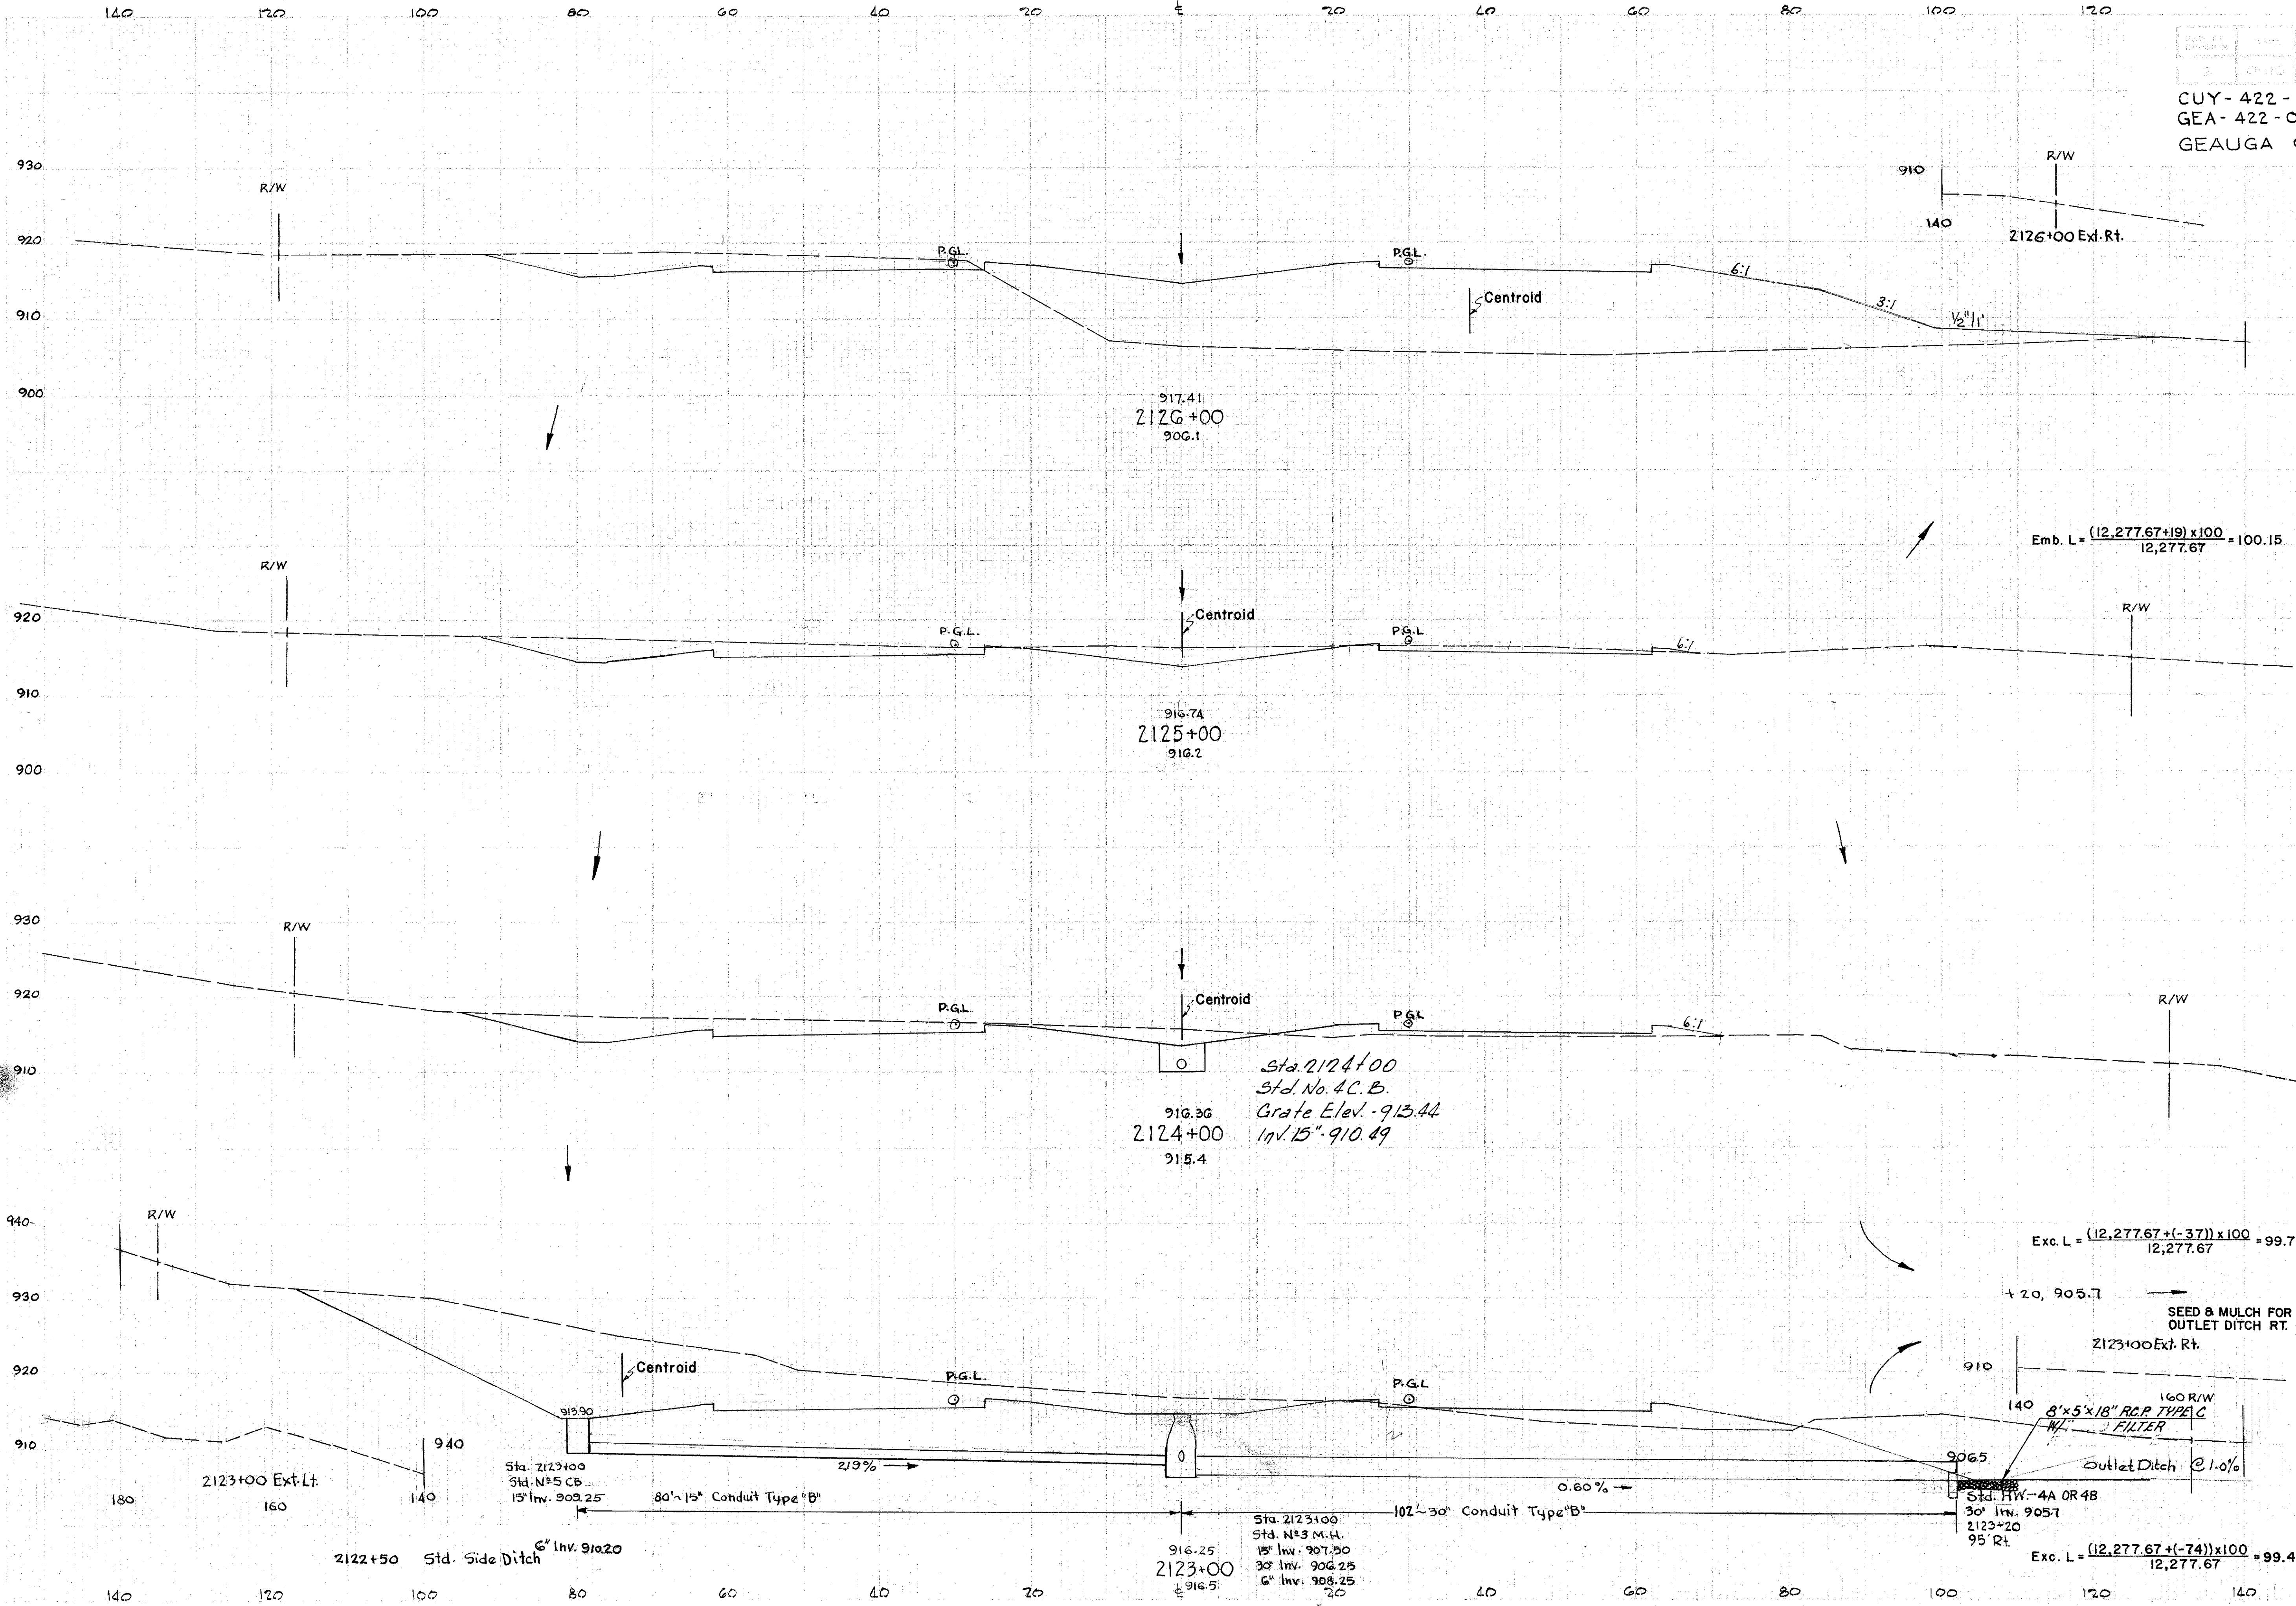 140 120 100 80 60 40 20 ℄ 20 40 60 80 100 120
CUY - 422 -
GEA - 422 -
GEAUGA
930
R/W
910
R/W
140
2126+00 Ext. Rt.
920
P.G.L.
P.G.L.
6:1
910
Centroid
3:1
1/2"/1'
900
917.41
2126+00
906.1
Emb. L = (12,277.67+19) x 100 = 100.15
12,277.67
R/W
R/W
920
Centroid
P.G.L.
P.G.L
6:1
910
916.74
2125+00
916.2
900
930
R/W
920
Centroid
R/W
P.G.L.
PGL
6:1
910
Sta. 2124+00
Std. No. 4 C.B.
Grate Elev. - 913.44
Inv. 15" - 910.49
916.36
2124+00
915.4
940
R/W
Exc. L = (12,277.67 + (-37)) x 100 = 99.7
12,277.67
930
+20, 905.7
SEED & MULCH FOR
OUTLET DITCH RT.
2123+00 Ext. Rt.
920
Centroid
P.G.L.
P.G.L
910
140
160 R/W
8'x5'x18" R.C.P. TYPE C
W/ FILTER
913.90
910
940
906.5
Outlet Ditch @ 1.0%
2123+00 Ext. Lt.
180 160 140
Sta. 2123+00
Std. Nº 5 CB
15" Inv. 909.25
2.19%
0.60%
80'~15" Conduit Type "B"
102'~30" Conduit Type "B"
Std. HW.-4A OR 4B
30" Inv. 905.7
2123+20
95' Rt.
6" Inv. 910.20
2122+50 Std. Side Ditch
916.25
2123+00
℄ 916.5
Sta. 2123+00
Std. Nº 3 M.H.
15" Inv. 907.50
30" Inv. 906.25
6" Inv. 908.25
Exc. L = (12,277.67 + (-74)) x 100 = 99.4
12,277.67
140 120 100 80 60 40 20 20 40 60 80 100 120 140